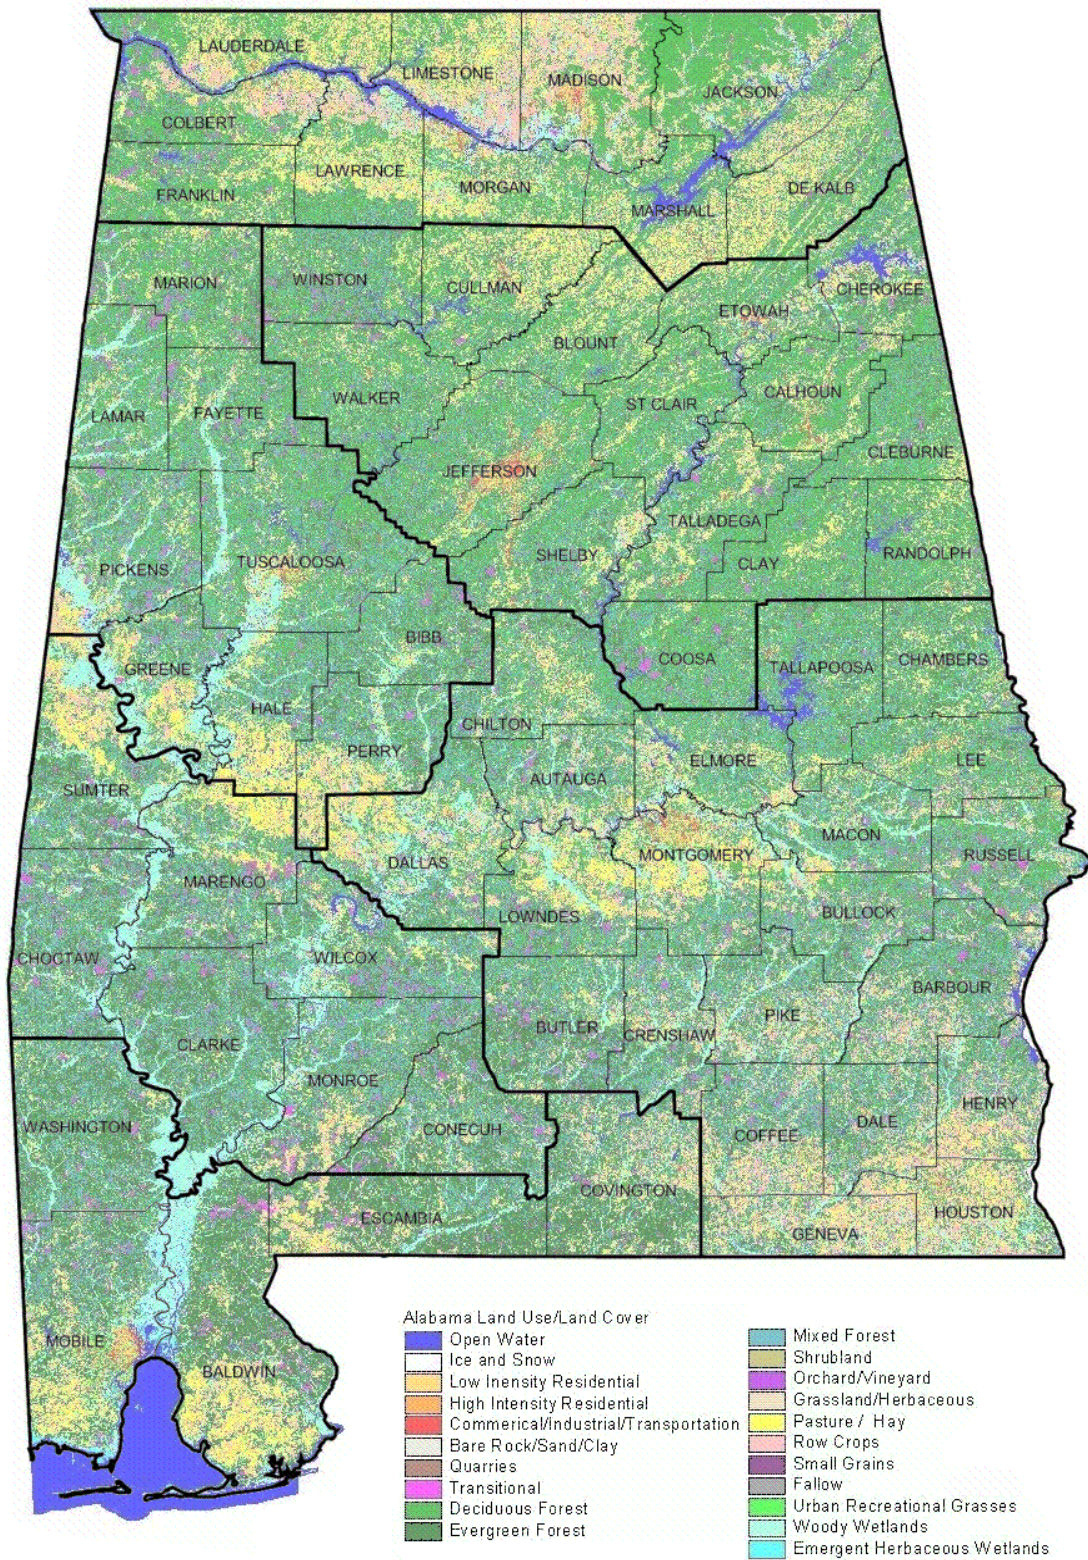 LAUDERDALE
LIMESTONE
MADISON
JACKSON
COLBERT
LAWRENCE
FRANKLIN
MORGAN
DE KALB
MARSHALL
MARION
WINSTON
CULLMAN
CHEROKEE
ETOWAH
BLOUNT
WALKER
ST CLAIR
CALHOUN
LAMAR
FAYETTE
CLEBURNE
JEFFERSON
TALLADEGA
PICKENS
TUSCALOOSA
SHELBY
CLAY
RANDOLPH
BIBB
GREENE
COOSA
TALLAPOOSA
CHAMBERS
HALE
CHILTON
PERRY
ELMORE
LEE
AUTAUGA
SUMTER
MACON
DALLAS
MONTGOMERY
RUSSELL
MARENGO
LOWNDES
BULLOCK
CHOCTAW
WILCOX
BARBOUR
BUTLER
CRENSHAW
PIKE
CLARKE
MONROE
HENRY
WASHINGTON
CONECUH
COFFEE
DALE
COVINGTON
ESCAMBIA
HOUSTON
GENEVA
MOBILE
BALDWIN
Alabama Land Use/Land Cover
Open Water
Ice and Snow
Low Inensity Residential
High Intensity Residential
Commerical/Industrial/Transportation
Bare Rock/Sand/Clay
Quarries
Transitional
Deciduous Forest
Evergreen Forest
Mixed Forest
Shrubland
Orchard/Vineyard
Grassland/Herbaceous
Pasture / Hay
Row Crops
Small Grains
Fallow
Urban Recreational Grasses
Woody Wetlands
Emergent Herbaceous Wetlands